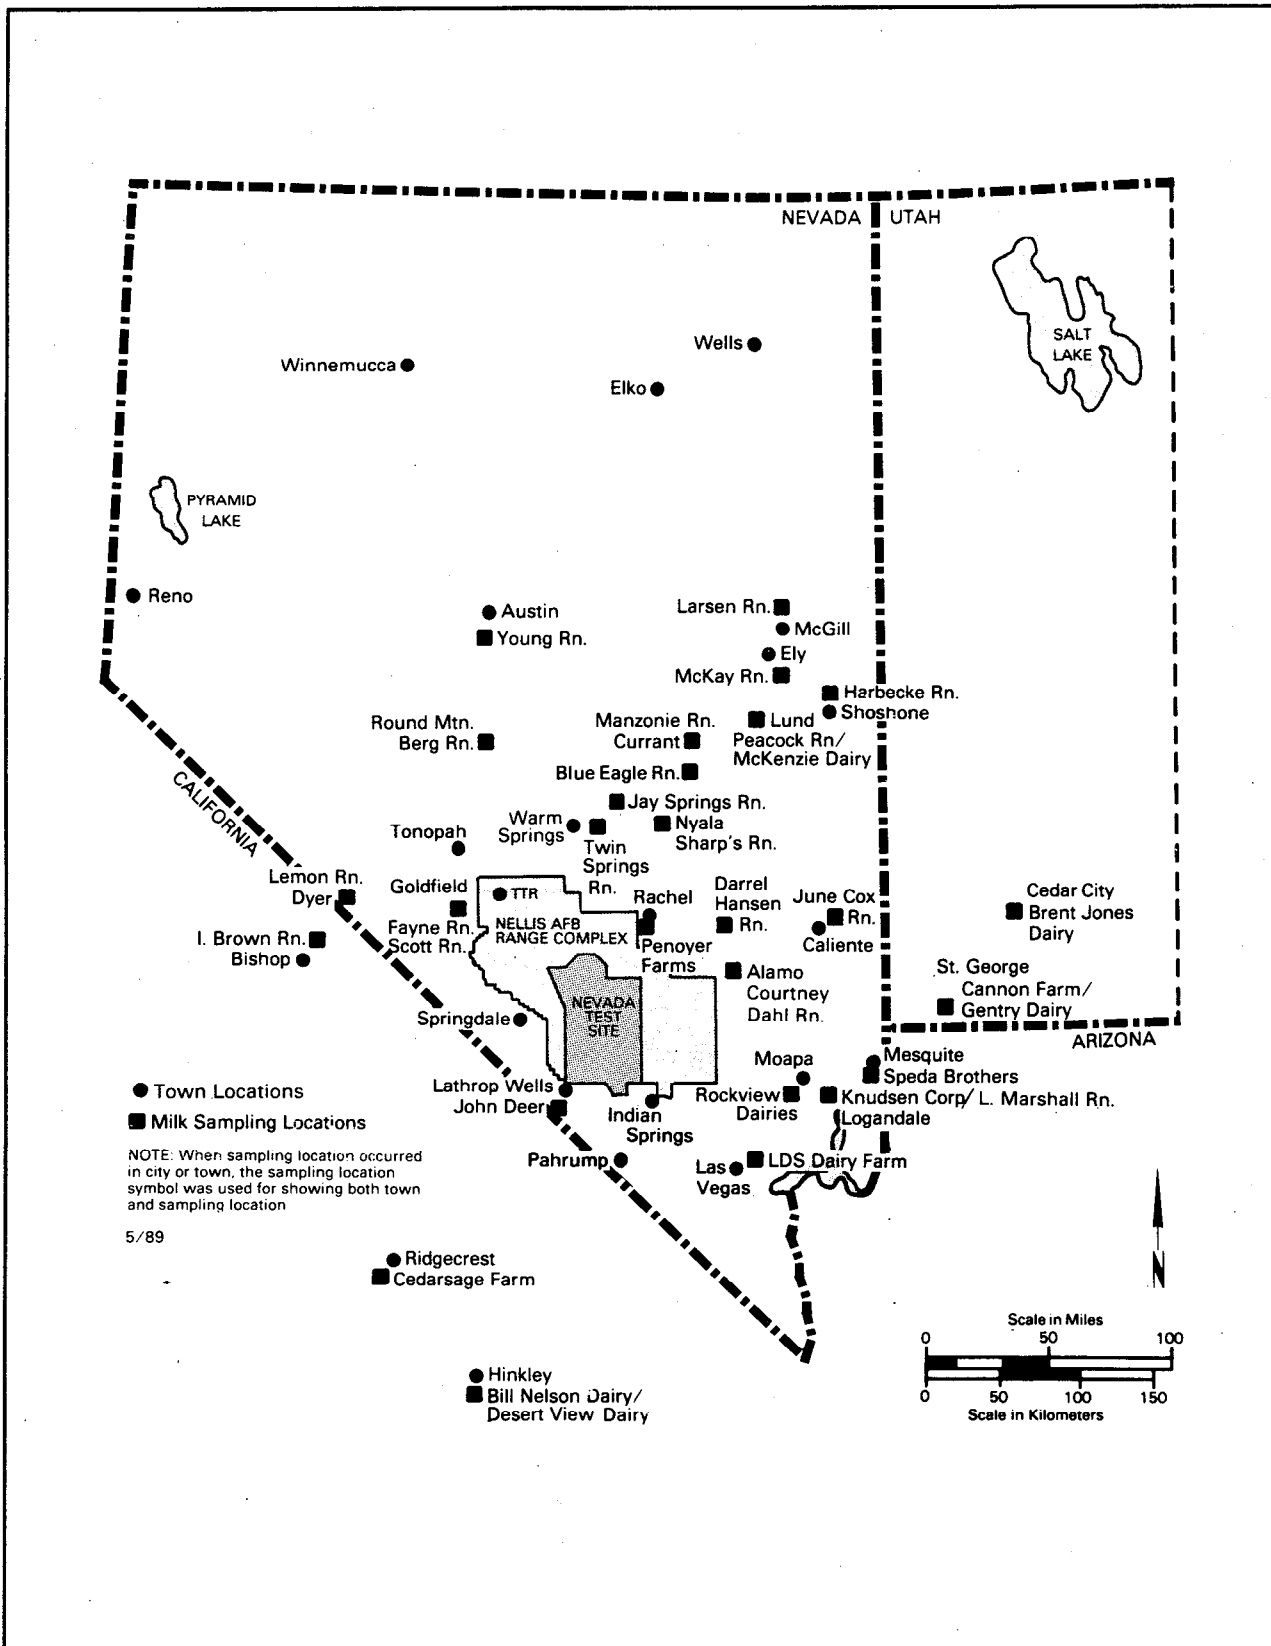 NEVADA
UTAH
SALT
LAKE
Wells
Winnemucca
Elko
PYRAMID
LAKE
Reno
Austin
Young Rn.
Larsen Rn.
McGill
Ely
McKay Rn.
Harbecke Rn.
Shoshone
Round Mtn.
Berg Rn.
Manzonie Rn.
Currant
Lund
Peacock Rn/
McKenzie Dairy
Blue Eagle Rn.
Jay Springs Rn.
CALIFORNIA
Tonopah
Warm
Springs
Twin
Springs
Rn.
Nyala
Sharp's Rn.
Lemon Rn.
Dyer
Goldfield
Fayne Rn.
Scott Rn.
TTR
NELLIS AFB
RANGE COMPLEX
Rachel
Penoyer
Farms
Darrel
Hansen
Rn.
June Cox
Rn.
Caliente
Cedar City
Brent Jones
Dairy
I. Brown Rn.
Bishop
Alamo
Courtney
Dahl Rn.
St. George
Cannon Farm/
Gentry Dairy
NEVADA
TEST
SITE
Springdale
ARIZONA
Moapa
Mesquite
Speda Brothers
Lathrop Wells
John Deer
Indian
Springs
Rockview
Dairies
Knudsen Corp/ L. Marshall Rn.
Logandale
Pahrump
Las
Vegas
LDS Dairy Farm
Town Locations
Milk Sampling Locations
NOTE: When sampling location occurred
in city or town, the sampling location
symbol was used for showing both town
and sampling location
5/89
Ridgecrest
Cedarsage Farm
Hinkley
Bill Nelson Dairy/
Desert View Dairy
N
Scale in Miles
0 50 100
0 50 100 150
Scale in Kilometers